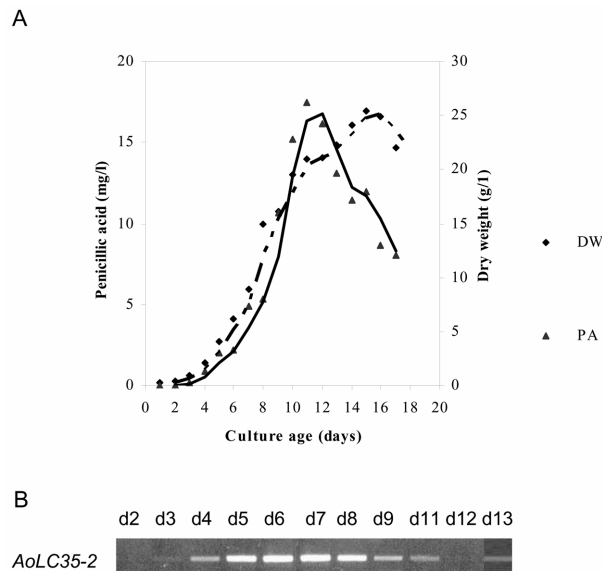 A
20
15
10
5
0
Penicillic acid (mg/l)
30
25
20
15
10
5
0
Dry weight (g/1)
0 2 4 6 8 10 12 14 16 18 20
Culture age (days)
DW
PA
B
d2 d3 d4 d5 d6 d7 d8 d9 d11 d12 d13
AoLC35-2